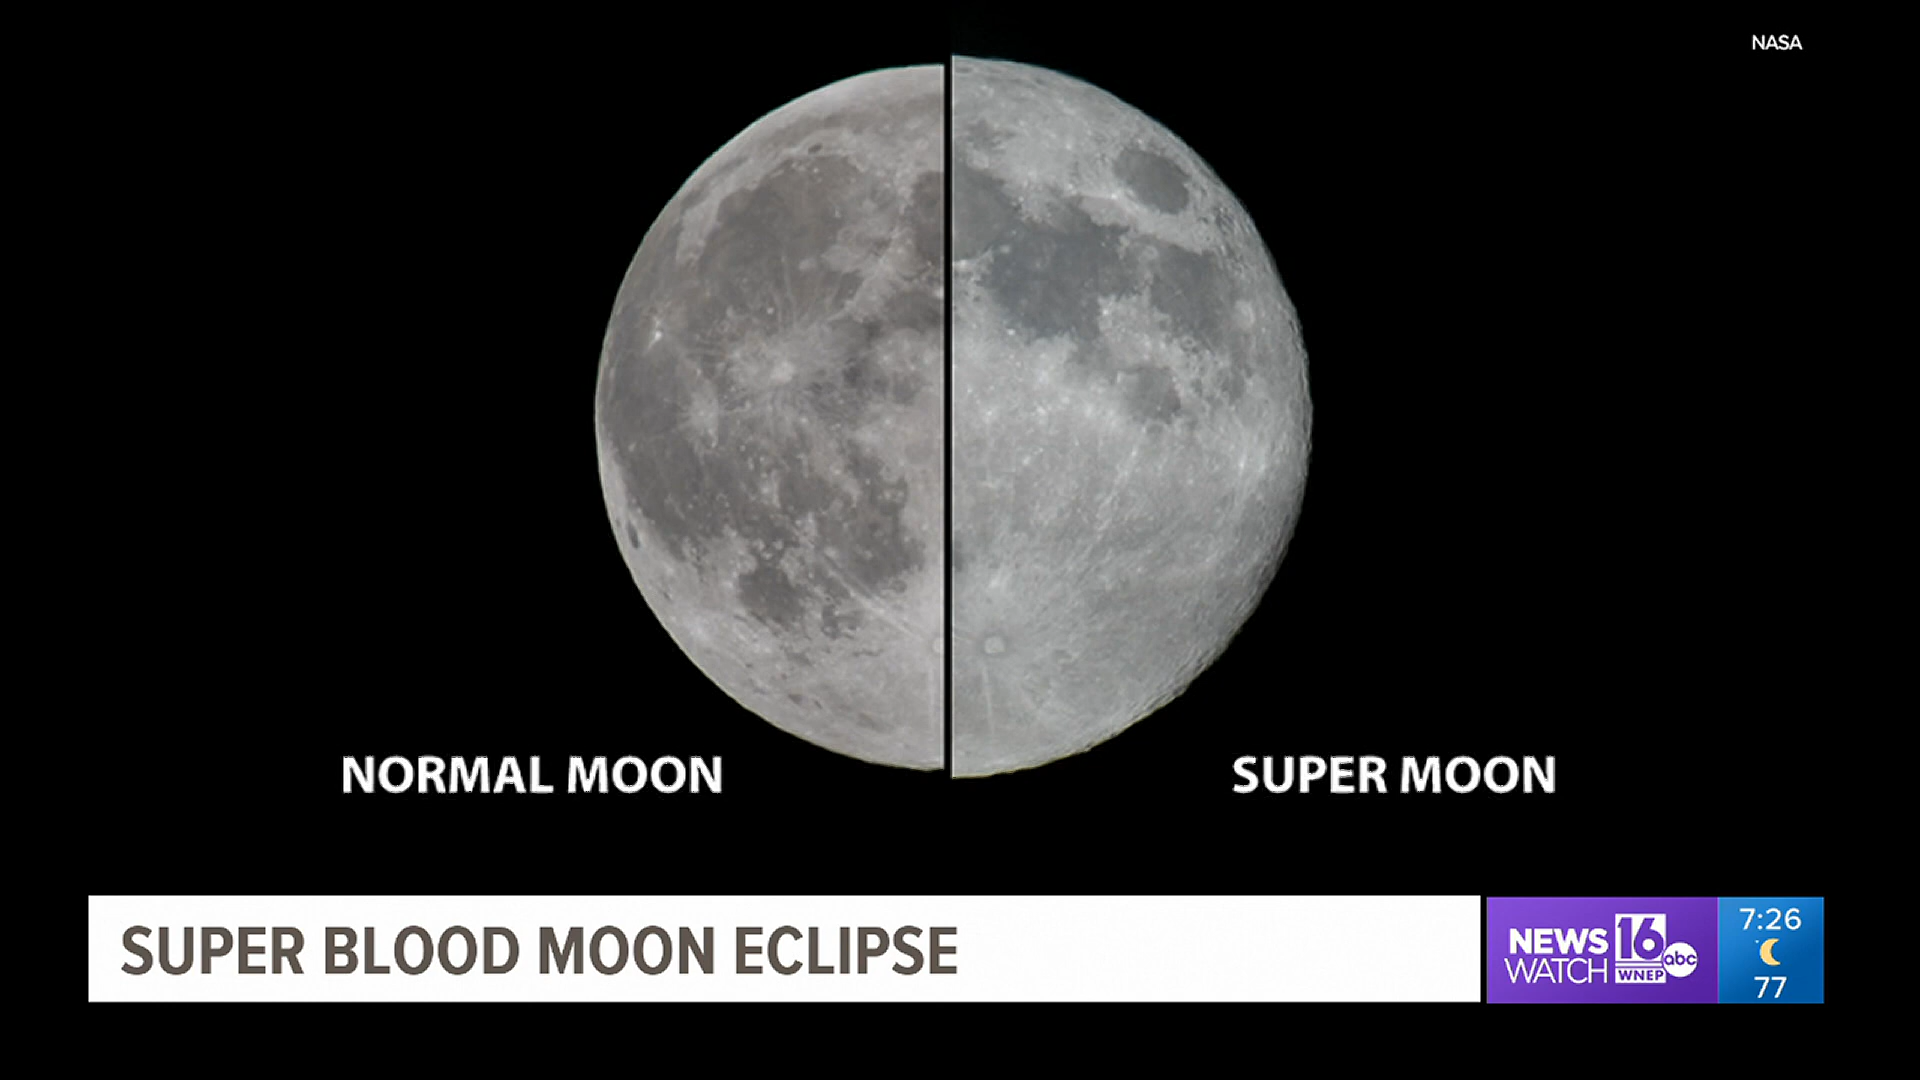 NASA
NORMAL MOON
SUPER MOON
SUPER BLOOD MOON ECLIPSE
NEWS
WATCH
16
WNEP
abc
7:26
77